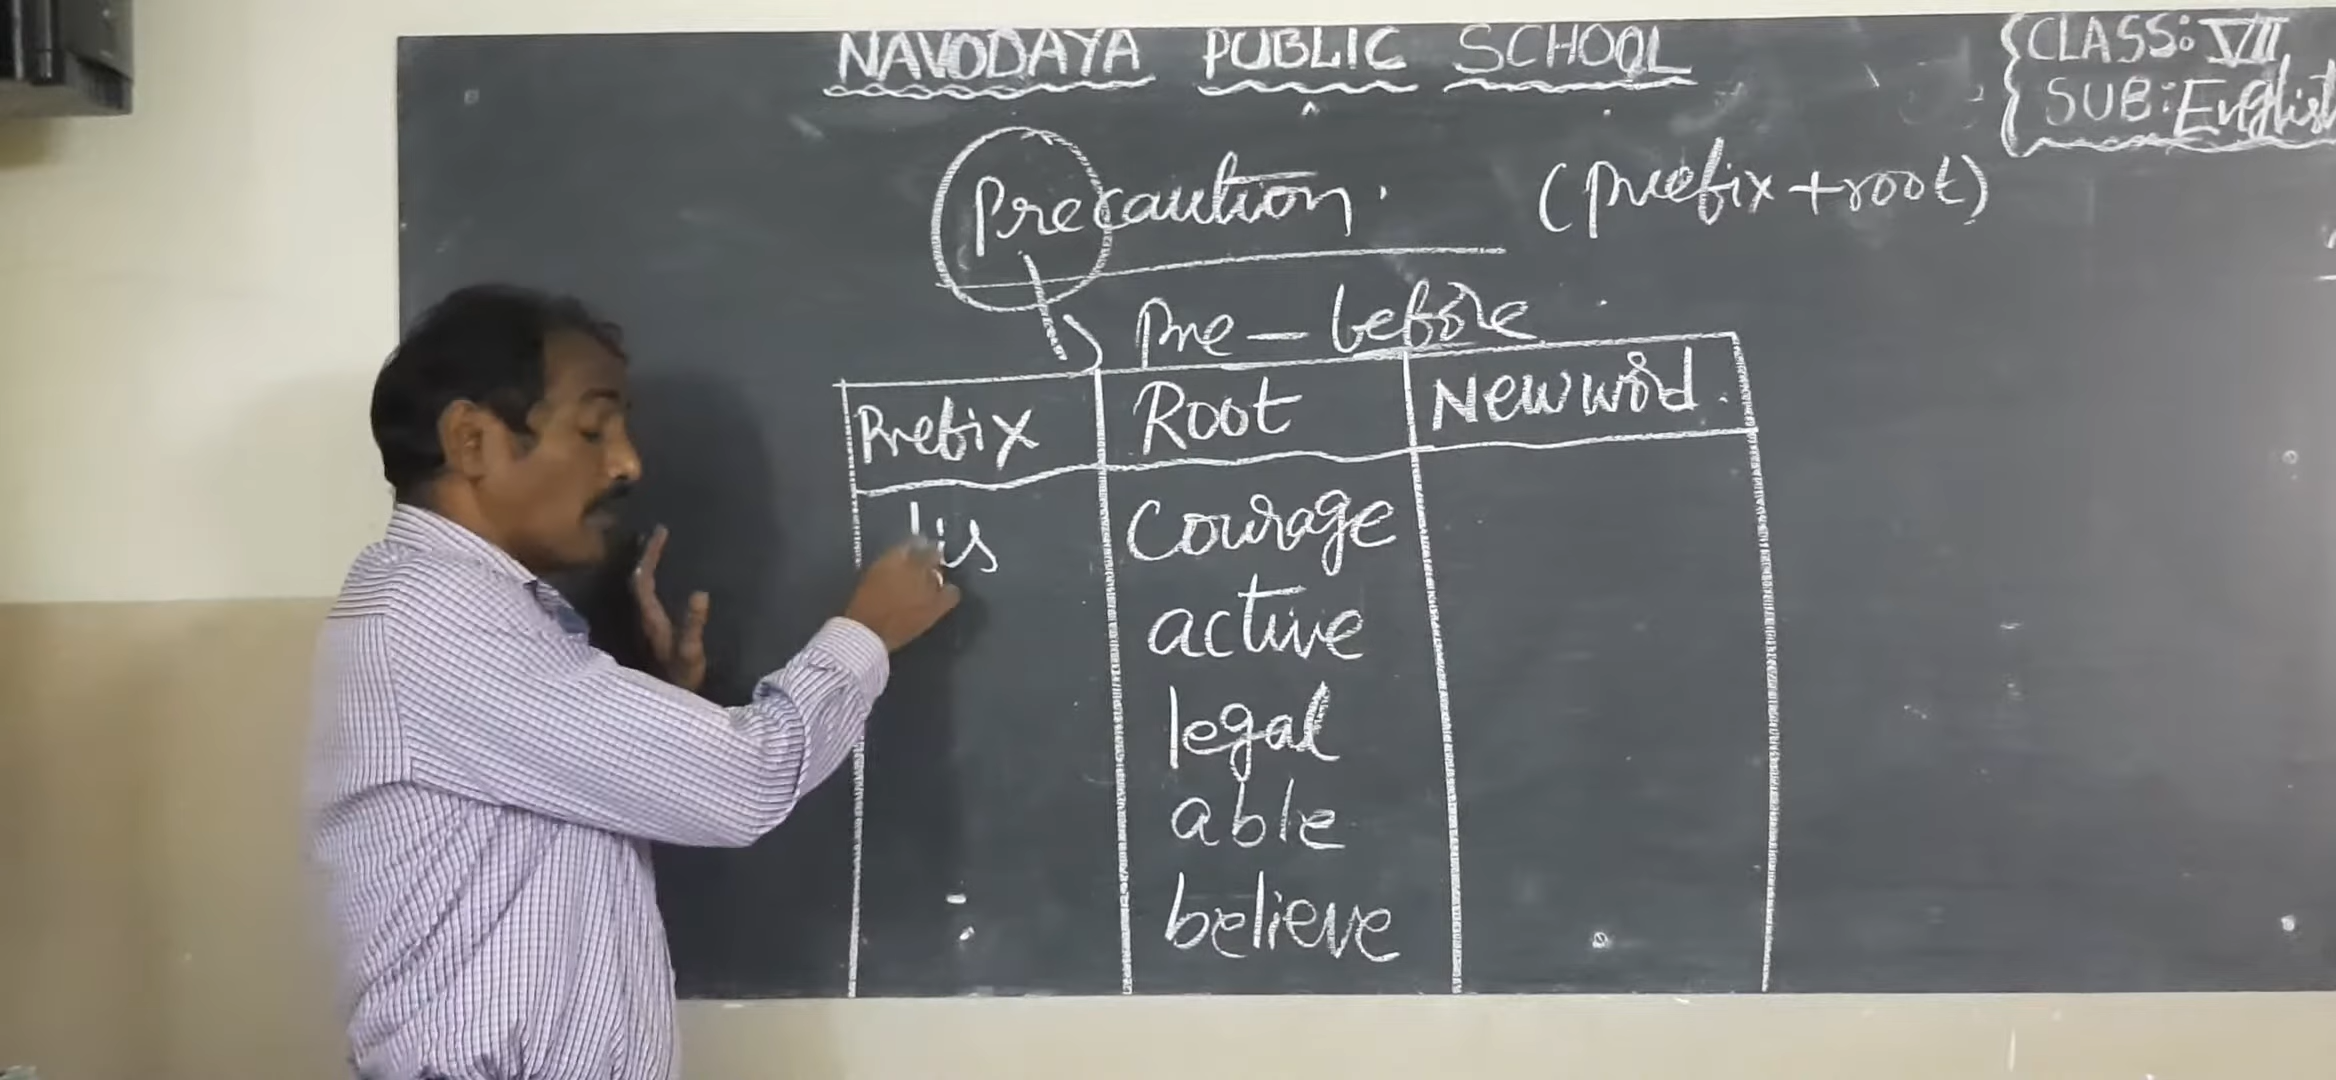 NAVODAYA PUBLIC SCHOOL
CLASS: VII
SUB: English
Precaution. (prefix+root)
Pre - before
Prefix Root New word.
dis courage
active
legal
able
believe